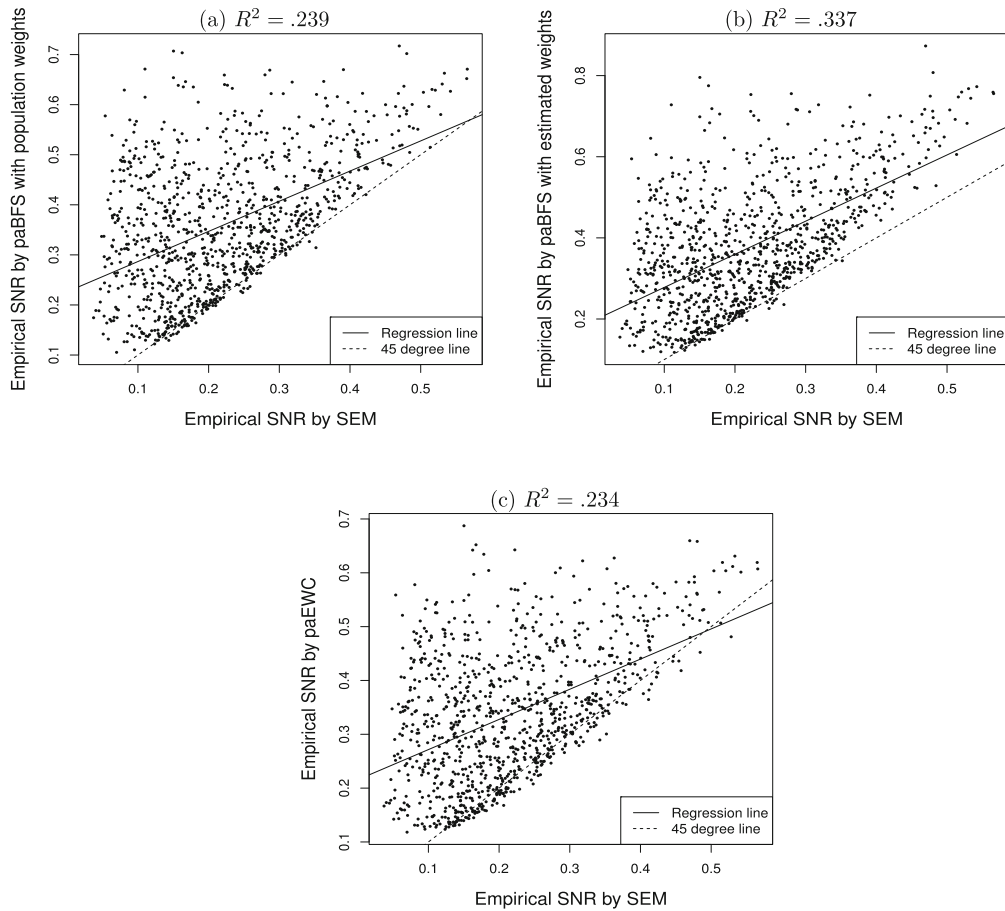 (a) R² = .239
Empirical SNR by paBFS with population weights
0.7
0.6
0.5
0.4
0.3
0.2
0.1
Regression line
45 degree line
0.1 0.2 0.3 0.4 0.5
Empirical SNR by SEM
(b) R² = .337
Empirical SNR by paBFS with estimated weights
0.8
0.6
0.4
0.2
Regression line
45 degree line
0.1 0.2 0.3 0.4 0.5
Empirical SNR by SEM
(c) R² = .234
Empirical SNR by paEWC
0.7
0.6
0.5
0.4
0.3
0.2
0.1
Regression line
45 degree line
0.1 0.2 0.3 0.4 0.5
Empirical SNR by SEM